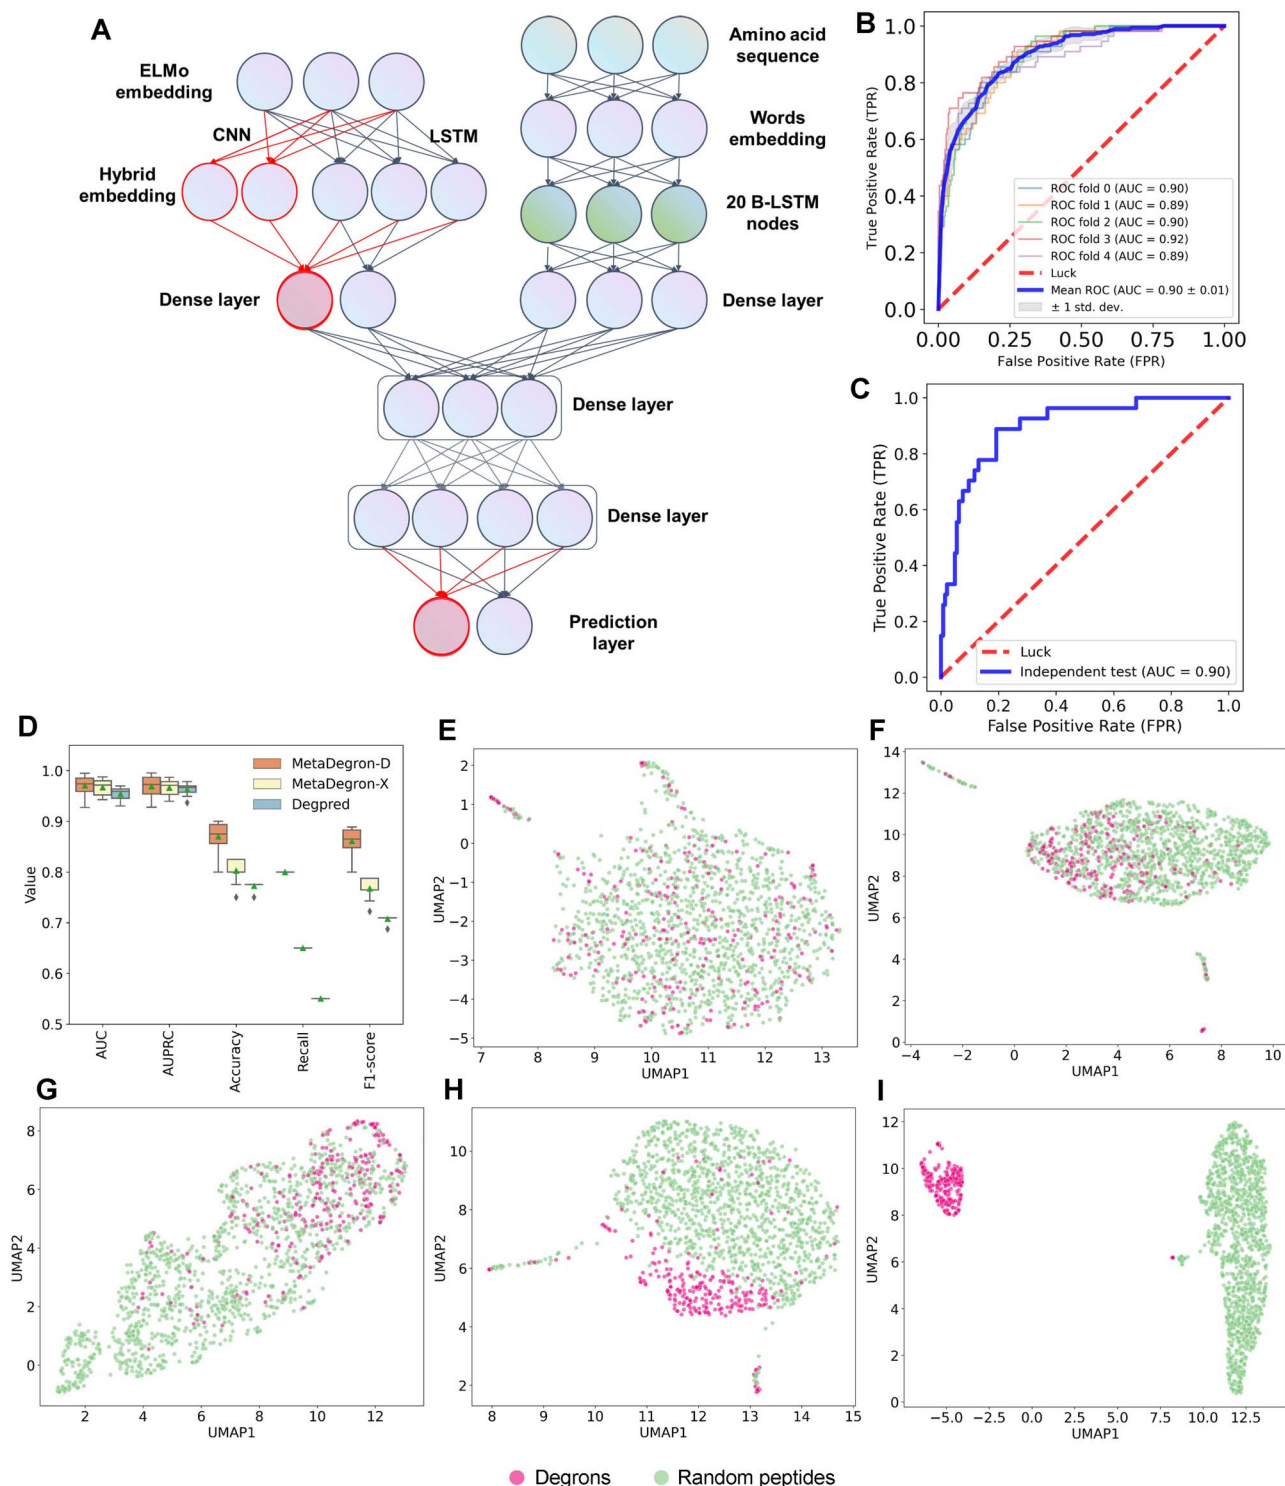 A
ELMo
embedding
CNN
LSTM
Hybrid
embedding
Dense layer
Amino acid
sequence
Words
embedding
20 B-LSTM
nodes
Dense layer
Dense layer
Dense layer
Prediction
layer
B
True Positive Rate (TPR)
1.0
0.8
0.6
0.4
0.2
0.0
ROC fold 0 (AUC = 0.90)
ROC fold 1 (AUC = 0.89)
ROC fold 2 (AUC = 0.90)
ROC fold 3 (AUC = 0.92)
ROC fold 4 (AUC = 0.89)
Luck
Mean ROC (AUC = 0.90 ± 0.01)
± 1 std. dev.
0.00 0.25 0.50 0.75 1.00
False Positive Rate (FPR)
C
True Positive Rate (TPR)
1.0
0.8
0.6
0.4
0.2
0.0
Luck
Independent test (AUC = 0.90)
0.0 0.2 0.4 0.6 0.8 1.0
False Positive Rate (FPR)
D
Value
1.0
0.9
0.8
0.7
0.6
0.5
MetaDegron-D
MetaDegron-X
Degpred
AUC
AUPRC
Accuracy
Recall
F1-score
E
UMAP2
2
1
0
−1
−2
−3
−4
−5
7 8 9 10 11 12 13
UMAP1
F
UMAP2
14
12
10
8
6
4
2
0
−4 −2 0 2 4 6 8 10
UMAP1
G
UMAP2
8
6
4
2
0
2 4 6 8 10 12
UMAP1
H
UMAP2
10
8
6
4
2
8 9 10 11 12 13 14 15
UMAP1
I
UMAP2
12
10
8
6
4
2
0
−5.0 −2.5 0.0 2.5 5.0 7.5 10.0 12.5
UMAP1
Degrons
Random peptides